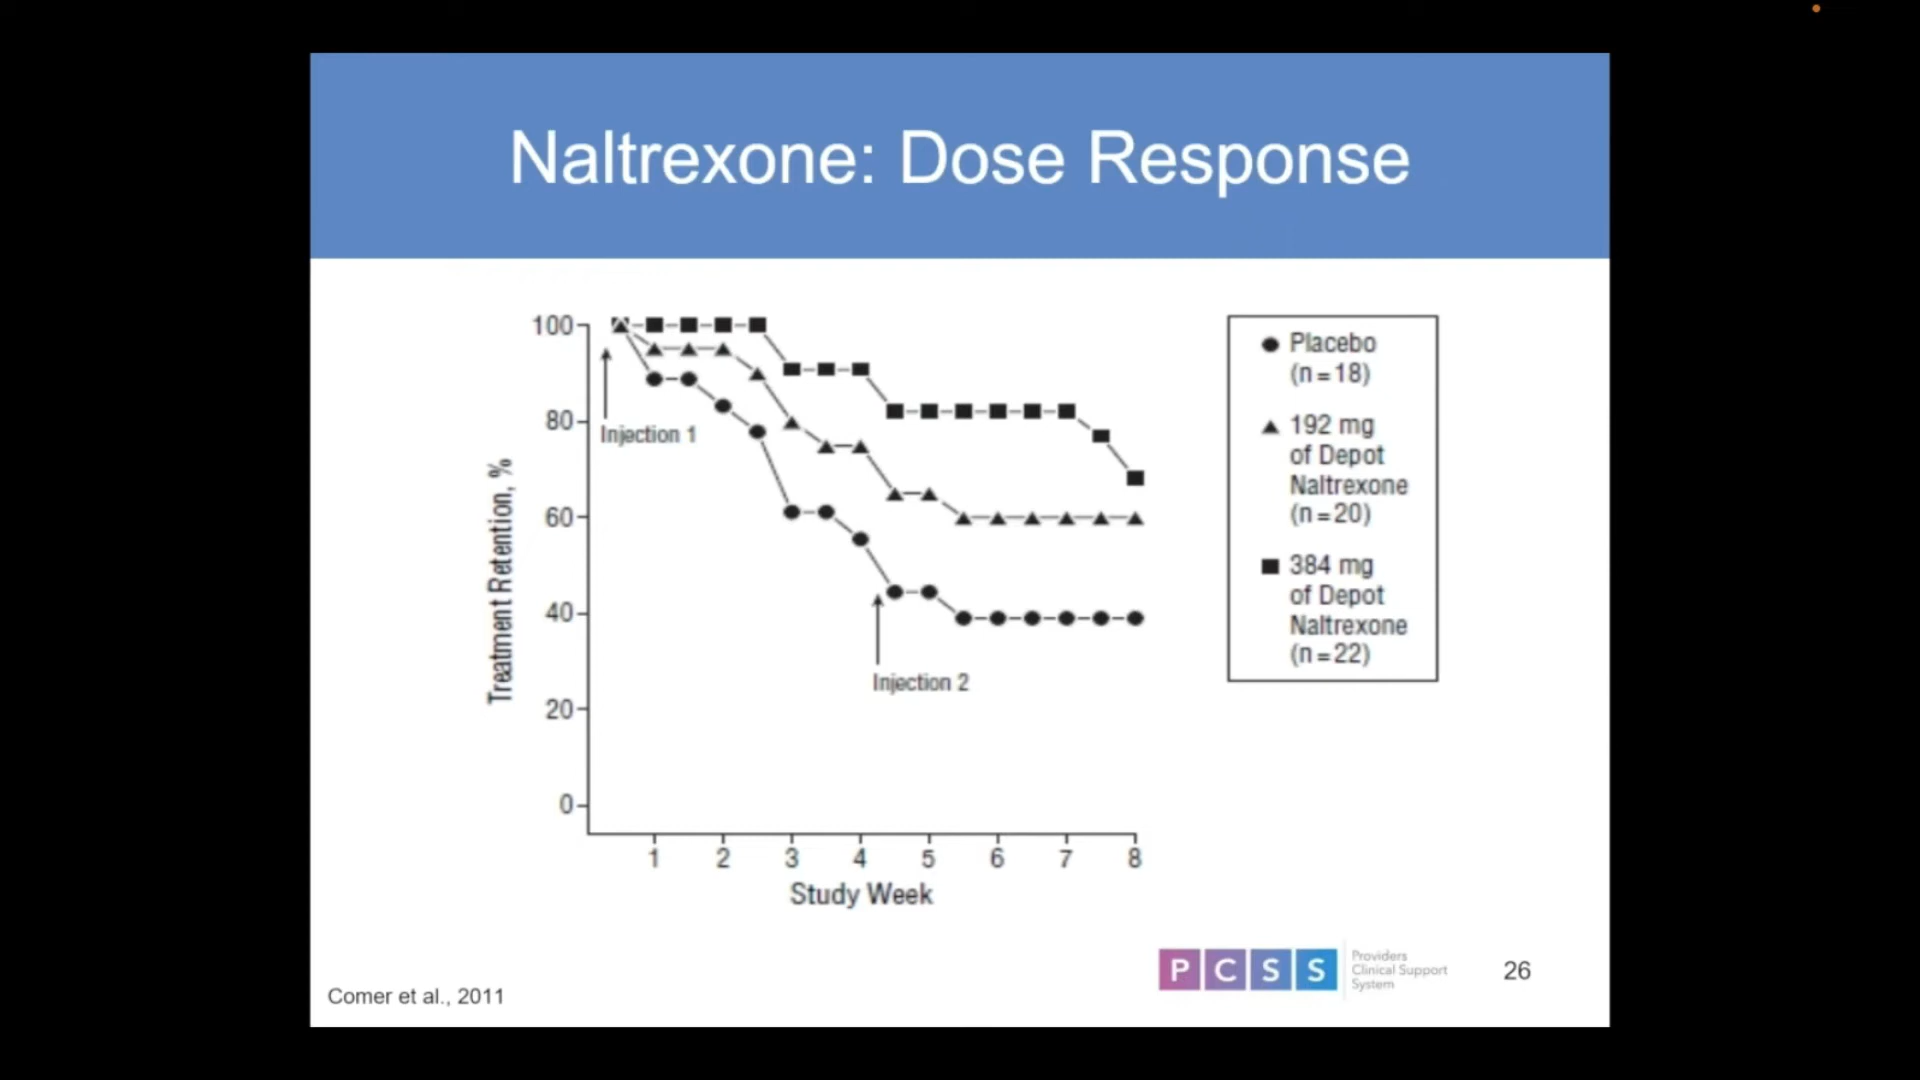 Naltrexone: Dose Response
100
80
60
40
20
0
Treatment Retention, %
Injection 1
Injection 2
1 2 3 4 5 6 7 8
Study Week
Placebo
(n=18)
192 mg
of Depot
Naltrexone
(n=20)
384 mg
of Depot
Naltrexone
(n=22)
Comer et al., 2011
PCSS
Providers
Clinical Support
System
26